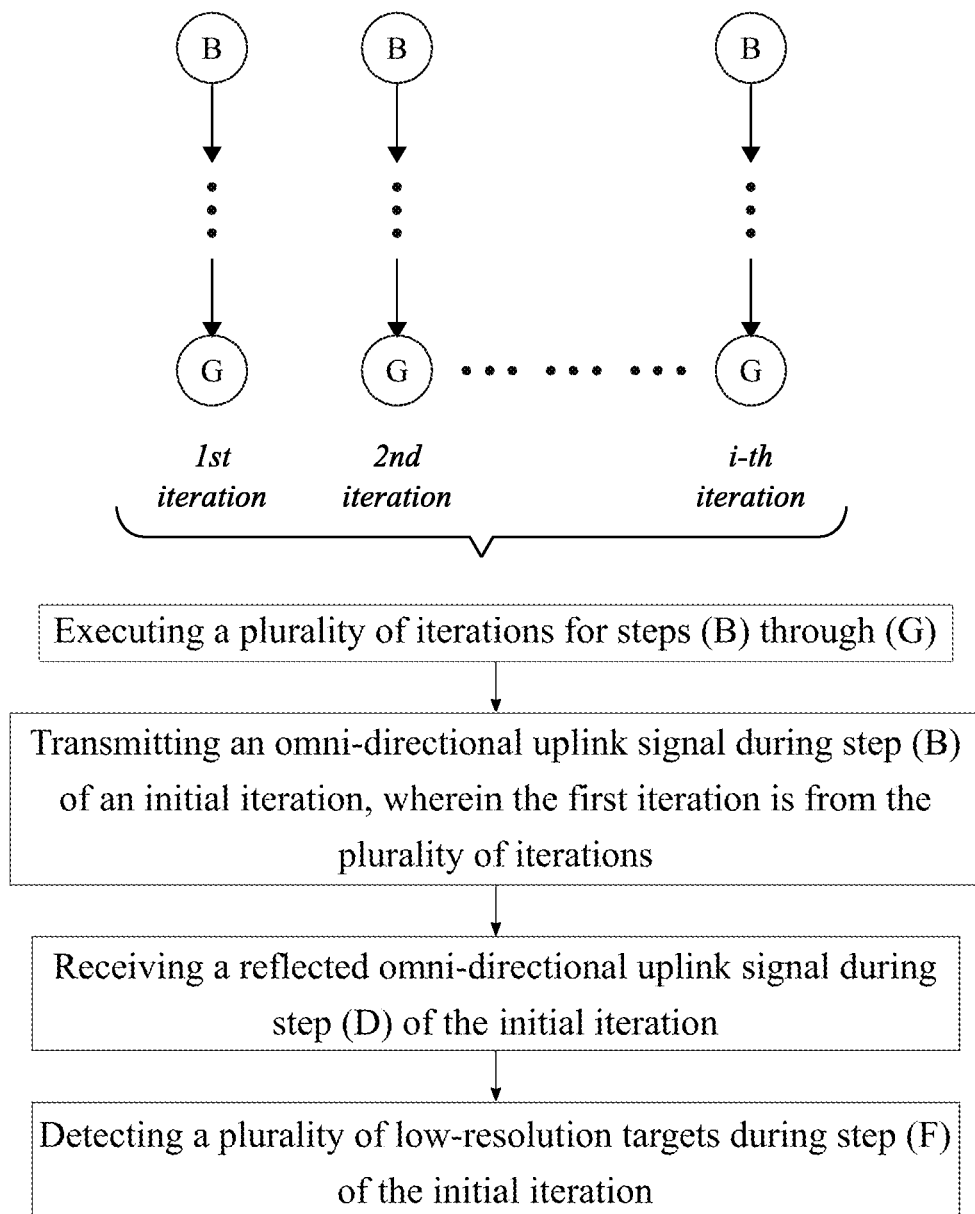 B B B
G G G
1st 2nd i-th
iteration iteration iteration
Executing a plurality of iterations for steps (B) through (G)
Transmitting an omni-directional uplink signal during step (B)
of an initial iteration, wherein the first iteration is from the
plurality of iterations
Receiving a reflected omni-directional uplink signal during
step (D) of the initial iteration
Detecting a plurality of low-resolution targets during step (F)
of the initial iteration